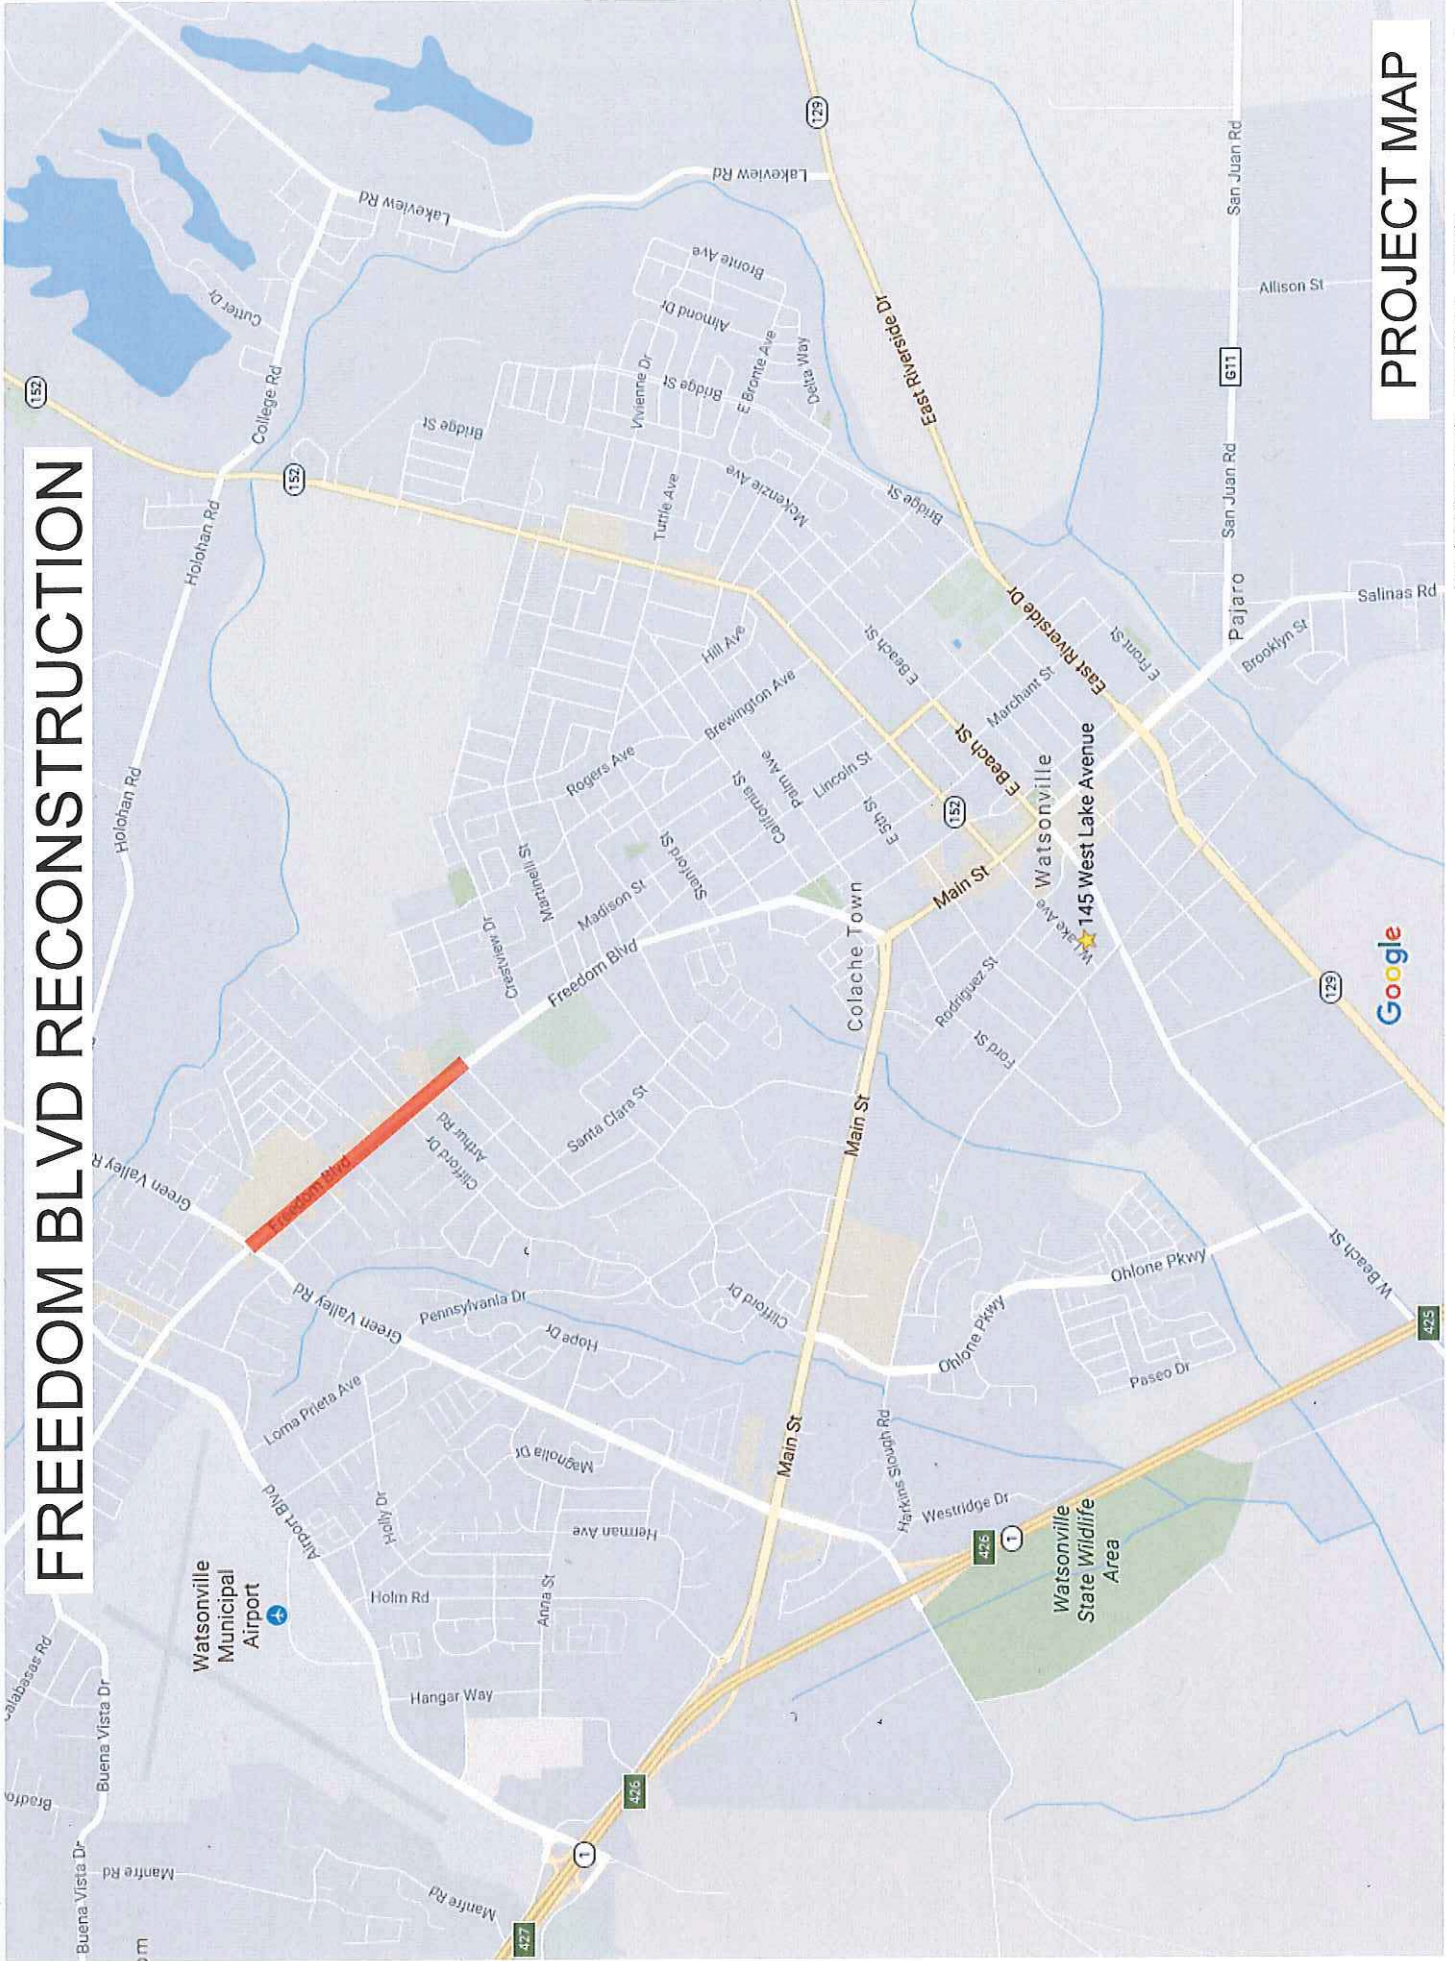 FREEDOM BLVD RECONSTRUCTION
PROJECT MAP
Buena Vista Dr
Buena Vista Dr
Manfre Rd
Manfre Rd
427
1
426
Hangar Way
Watsonville
Municipal
Airport
Airport Blvd
Holm Rd
Anna St
Herman Ave
Holly Dr
Magnolia Dr
Loma Prieta Ave
Green Valley Rd
Green Valley
Pennsylvania Dr
Hope Dr
Green Valley R
Freedom Blvd
Clifford Dr
Arthur Rd
Santa Clara St
Clifford Dr
Main St
Main St
Main St
Harkins Slough Rd
Westridge Dr
426
1
Watsonville
State Wildlife
Area
Ohlone Pkwy
Ohlone Pkwy
Paseo Dr
W Beach St
425
Holohan Rd
Holohan Rd
College Rd
Cutter Dr
Lakeview Rd
Lakeview Rd
152
152
152
129
129
Crestview Dr
Martinelli St
Madison St
Freedom Blvd
Stanford St
Rogers Ave
Brewington Ave
Hill Ave
California St
Palm Ave
Lincoln St
E 5th St
Colache Town
Rodriguez St
Ford St
W Lake Ave
145 West Lake Avenue
Watsonville
E Beach St
E Beach St
Marchant St
East Riverside Dr
East Riverside Dr
East Riverside Dr
E Front St
Bridge St
Bridge St
Bridge St
Tuttle Ave
Vivienne Dr
McKenzie Ave
Almond Dr
Bronte Ave
E Bronte Ave
Delta Way
Pajaro
Brooklyn St
Salinas Rd
San Juan Rd
San Juan Rd
G11
Allison St
Google